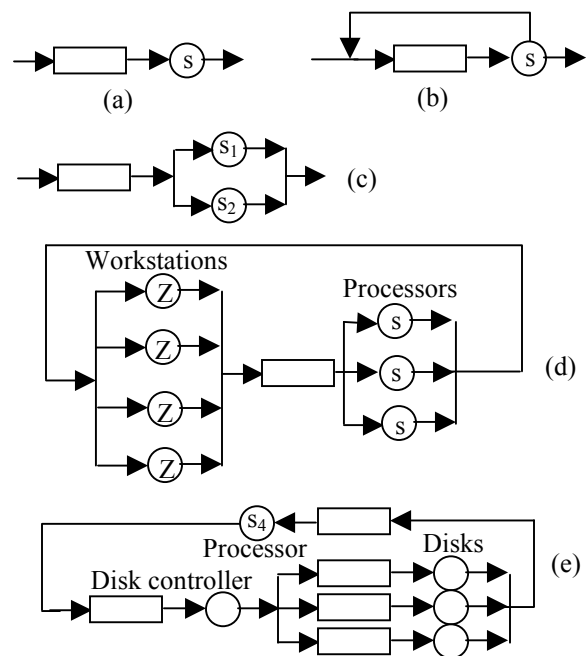 s
(a)
s
(b)
s1
s2
(c)
Workstations
Processors
Z
Z
Z
Z
s
s
s
(d)
s4
Processor
Disks
(e)
Disk controller